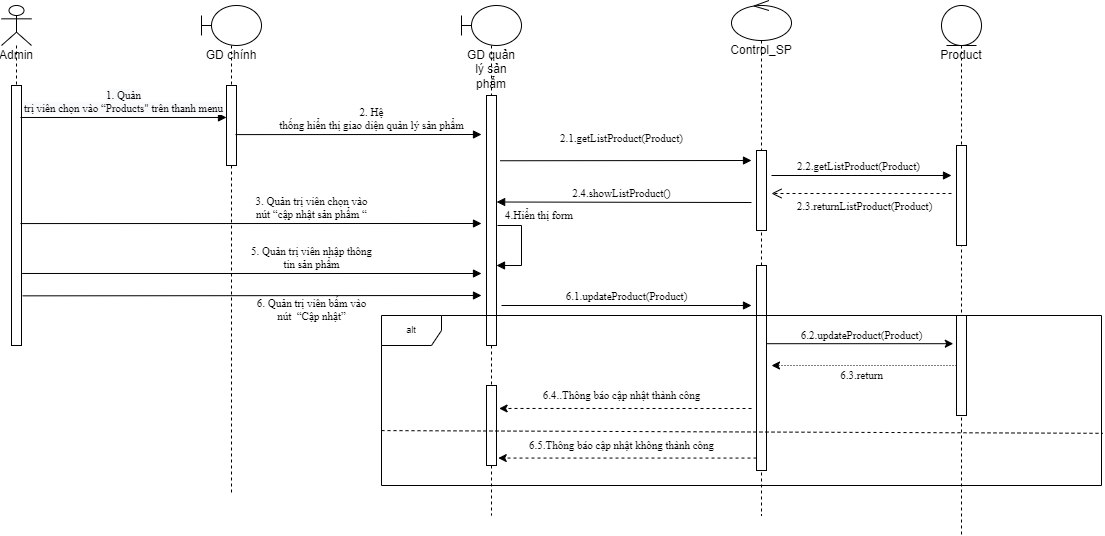 Admin
GD chính
GD quản
lý sản
phẩm
Control_SP
Product
1. Quản
trị viên chọn vào “Products” trên thanh menu
2. Hệ
thống hiển thị giao diện quản lý sản phẩm
2.1.getListProduct(Product)
2.2.getListProduct(Product)
2.3.returnListProduct(Product)
2.4.showListProduct()
3. Quản trị viên chọn vào
nút “cập nhật sản phẩm “
4.Hiển thị form
5. Quản trị viên nhập thông
tin sản phẩm
6. Quản trị viên bấm vào
nút “Cập nhật”
6.1.updateProduct(Product)
alt
6.2.updateProduct(Product)
6.3.return
6.4..Thông báo cập nhật thành công
6.5.Thông báo cập nhật không thành công